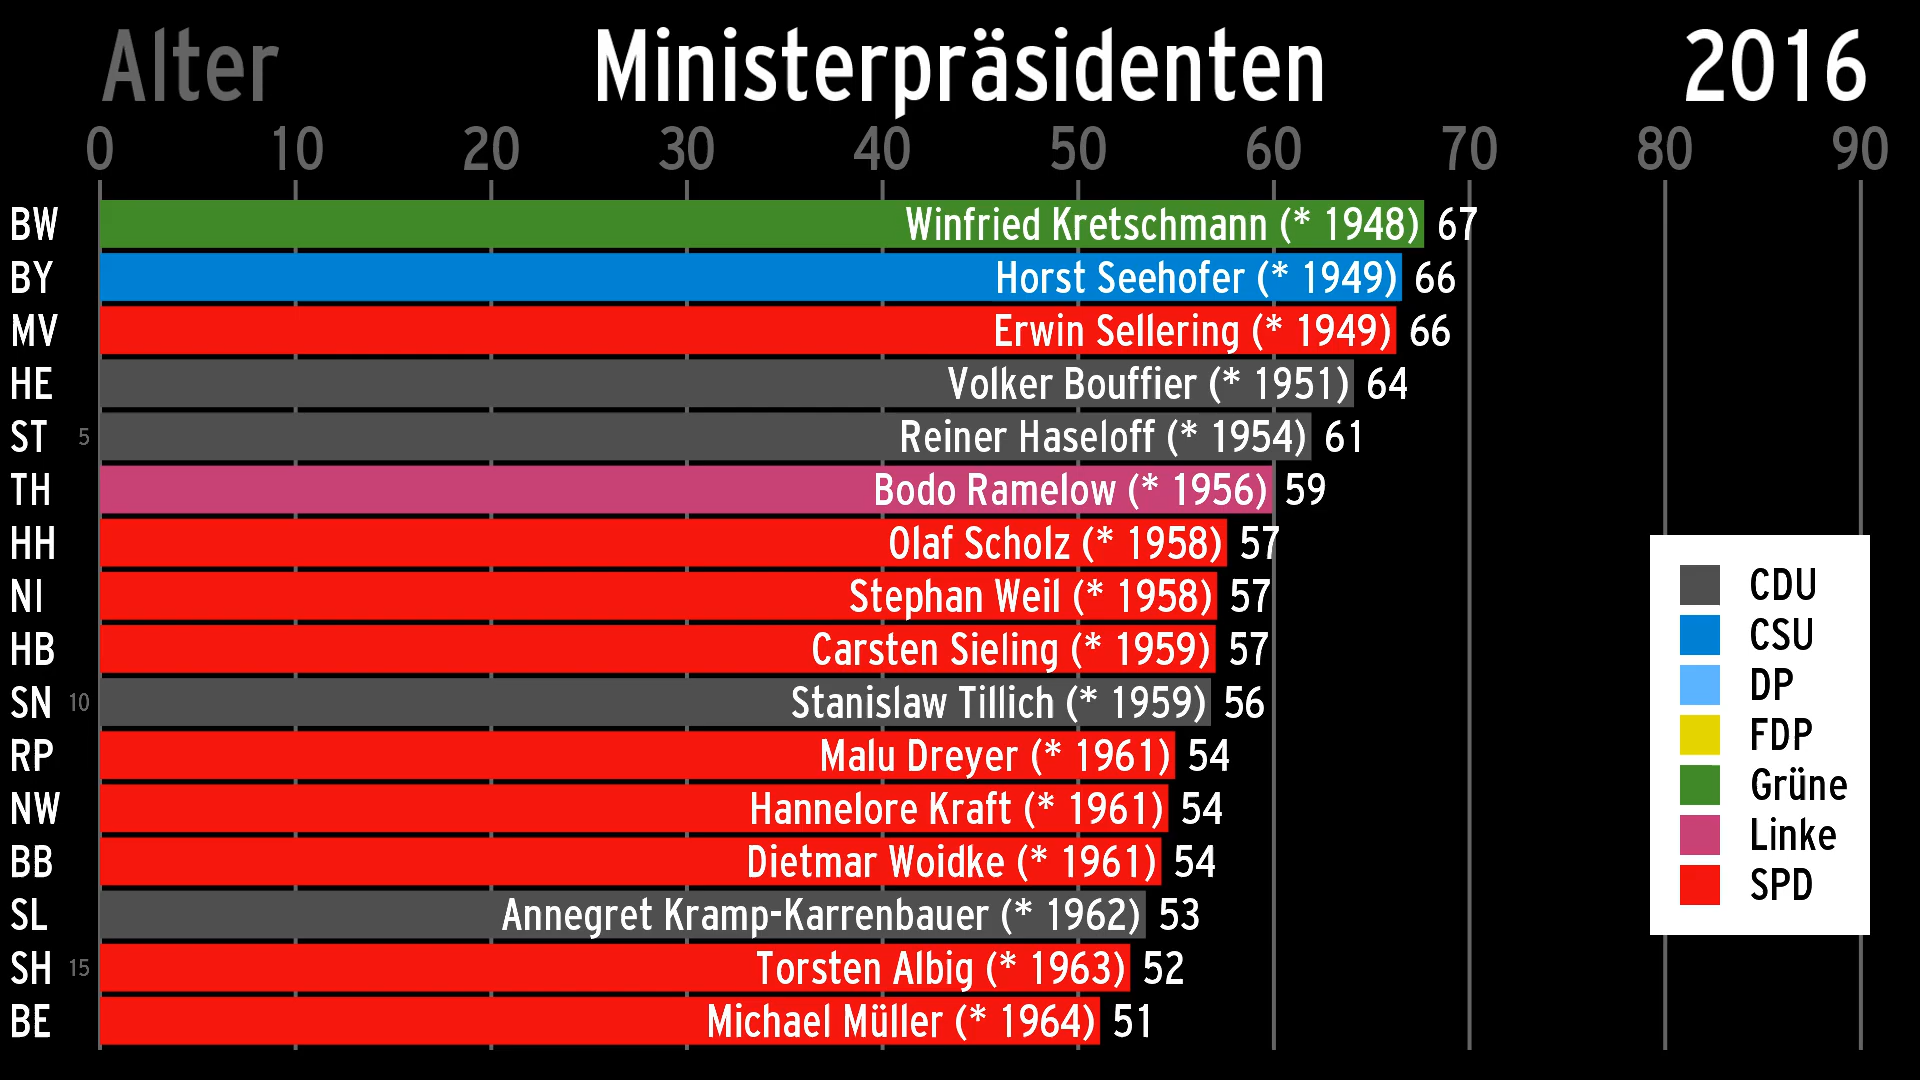 Alter Ministerpräsidenten 2016
0 10 20 30 40 50 60 70 80 90
BW Winfried Kretschmann (* 1948) 67
BY Horst Seehofer (* 1949) 66
MV Erwin Sellering (* 1949) 66
HE Volker Bouffier (* 1951) 64
ST 5 Reiner Haseloff (* 1954) 61
TH Bodo Ramelow (* 1956) 59
HH Olaf Scholz (* 1958) 57
NI Stephan Weil (* 1958) 57
HB Carsten Sieling (* 1959) 57
SN 10 Stanislaw Tillich (* 1959) 56
RP Malu Dreyer (* 1961) 54
NW Hannelore Kraft (* 1961) 54
BB Dietmar Woidke (* 1961) 54
SL Annegret Kramp-Karrenbauer (* 1962) 53
SH 15 Torsten Albig (* 1963) 52
BE Michael Müller (* 1964) 51
CDU
CSU
DP
FDP
Grüne
Linke
SPD